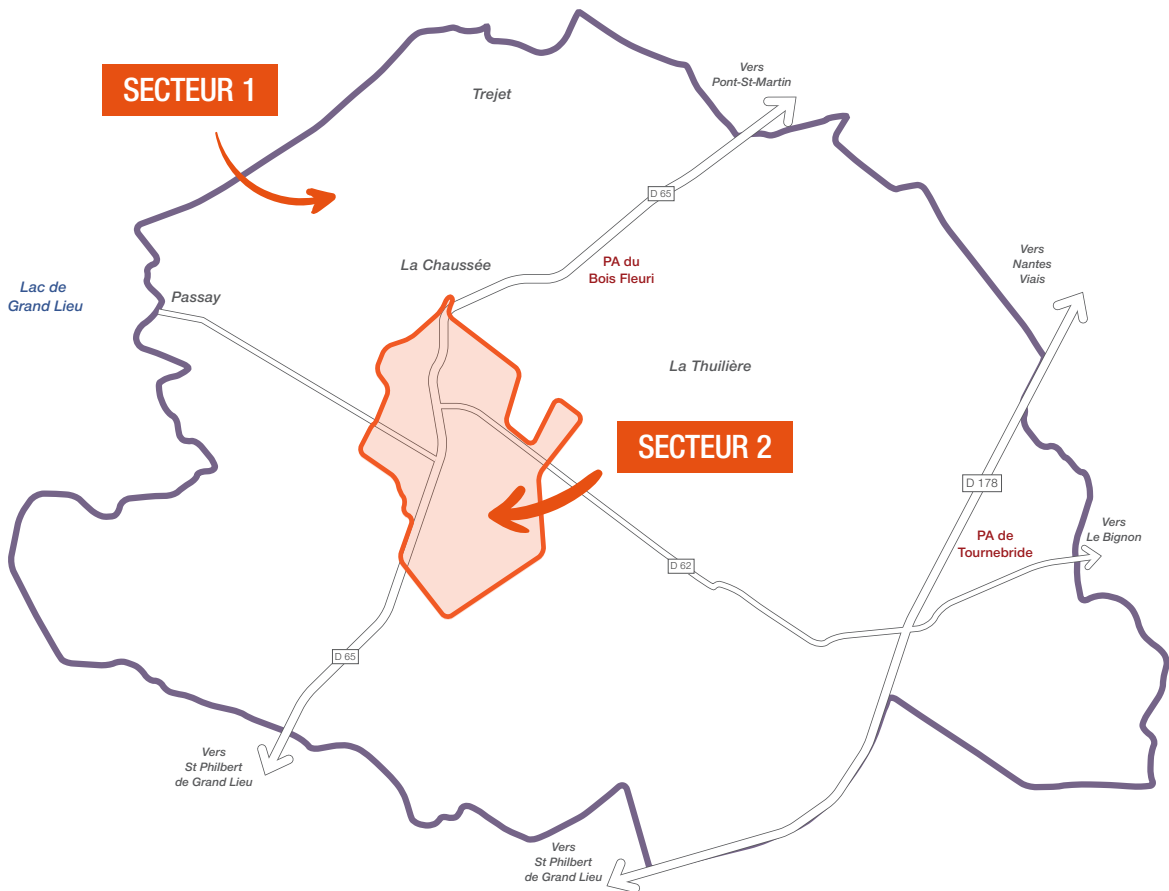 Vers
Pont-St-Martin
SECTEUR 1
Trejet
D 65
Vers
Nantes
Viais
La Chaussée
PA du
Bois Fleuri
Lac de
Grand Lieu
Passay
La Thuilière
SECTEUR 2
D 178
Vers
Le Bignon
PA de
Tournebride
D 62
D 65
Vers
St Philbert
de Grand Lieu
Vers
St Philbert
de Grand Lieu